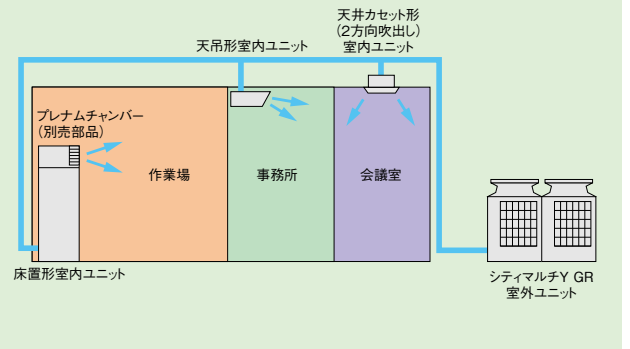 天井カセット形
（2方向吹出し）
室内ユニット
天吊形室内ユニット
プレナムチャンバー
（別売部品）
作業場
事務所
会議室
床置形室内ユニット
シティマルチY GR
室外ユニット